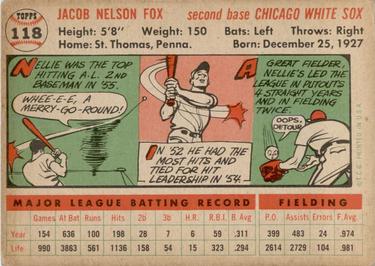 TOPPS
118
JACOB NELSON FOX second base CHICAGO WHITE SOX
Height: 5'8" Weight: 150 Bats: Left Throws: Right
Home: St. Thomas, Penna. Born: December 25, 1927
NELLIE WAS THE TOP
HITTING A.L. 2ND
BASEMAN IN '55.
WHEE-E-E, A
MERRY-GO-ROUND!
IN '52 HE HAD
THE MOST HITS AND
TIED FOR HIT
LEADERSHIP IN '54.
A GREAT FIELDER,
NELLIE'S LED THE
LEAGUE IN PUTOUTS
4 STRAIGHT YEARS
AND IN FIELDING
TWICE.
OOPS,
DETOUR
©T.C.G. PRINTED IN U.S.A.
MAJOR LEAGUE BATTING RECORD FIELDING
Games At Bat Runs Hits 2b 3b H.R. R.B.I. B. Avg P.O. Assists Errors F. Avg.
Year 154 636 100 198 28 7 6 59 .311 399 483 24 .974
Life 990 3863 561 1158 158 54 15 323 .300 2614 2729 104 .981